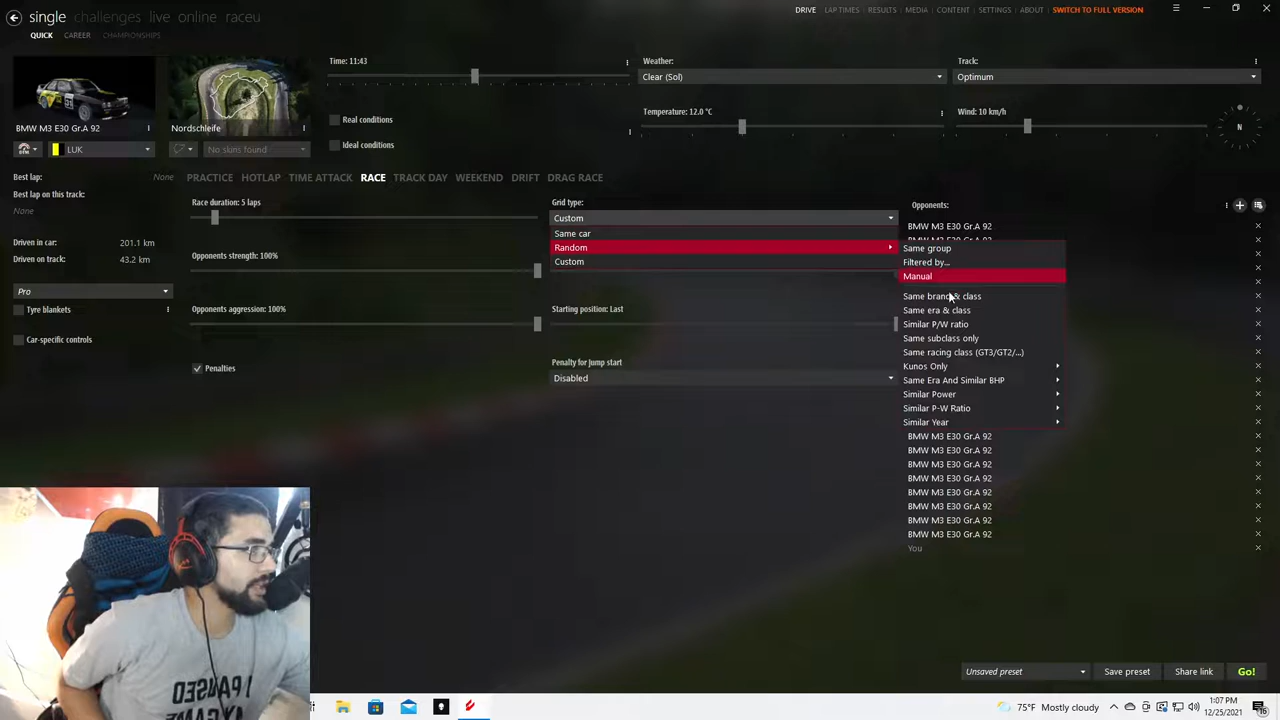 single challenges live online raceu
DRIVE LAP TIMES RESULTS MEDIA CONTENT SETTINGS ABOUT SWITCH TO FULL VERSION
QUICK CAREER CHAMPIONSHIPS
Time: 11:43
Weather:
Track:
Clear (Sol)
Optimum
Temperature: 12.0 °C
Wind: 10 km/h
Real conditions
N
BMW M3 E30 Gr.A 92
Nordschleife
Ideal conditions
LUK
No skins found
Best lap: None
PRACTICE HOTLAP TIME ATTACK RACE TRACK DAY WEEKEND DRIFT DRAG RACE
Best lap on this track:
None
Race duration: 5 laps
Grid type:
Opponents:
Custom
BMW M3 E30 Gr.A 92
Same car
Driven in car: 201.1 km
Random
Same group
Driven on track: 43.2 km
Opponents strength: 100%
Custom
Filtered by...
Manual
Pro
Same brand & class
Tyre blankets
Opponents aggression: 100%
Starting position: Last
Same era & class
Similar P/W ratio
Car-specific controls
Same subclass only
Same racing class (GT3/GT2/...)
Penalties
Penalty for jump start
Kunos Only
Disabled
Same Era And Similar BHP
Similar Power
Similar P-W Ratio
Similar Year
BMW M3 E30 Gr.A 92
BMW M3 E30 Gr.A 92
BMW M3 E30 Gr.A 92
BMW M3 E30 Gr.A 92
BMW M3 E30 Gr.A 92
BMW M3 E30 Gr.A 92
BMW M3 E30 Gr.A 92
BMW M3 E30 Gr.A 92
You
I PAUSED
MY GAME
Unsaved preset Save preset Share link Go!
75°F Mostly cloudy
1:07 PM
12/25/2021